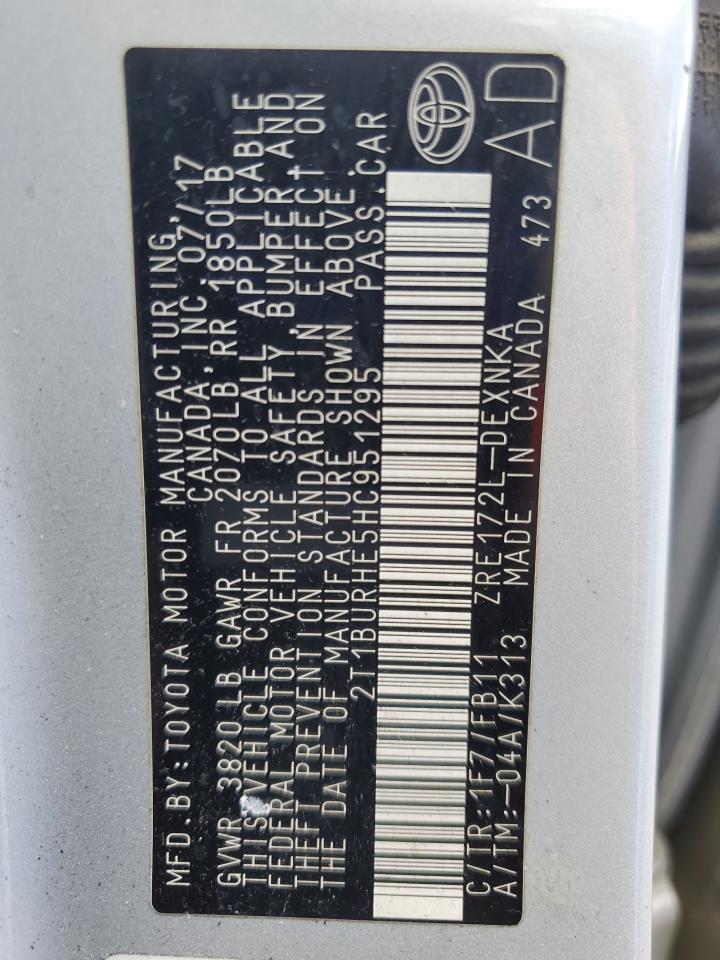 MFD.BY:TOYOTA MOTOR MANUFACTURING,
CANADA,INC. 07/17
GVWR 3820 LB GAWR FR 2070LB,RR 1850LB
THIS VEHICLE CONFORMS TO ALL APPLICABLE
FEDERAL MOTOR VEHICLE SAFETY,BUMPER,AND
THEFT PREVENTION STANDARDS IN EFFECT ON
THE DATE OF MANUFACTURE SHOWN ABOVE.
2T1BURHE5HC951295 PASS.CAR
C/TR:1F7/FB11 ZRE172L-DEXNKA 473
A/TM:-04A/K313 MADE IN CANADA
AD